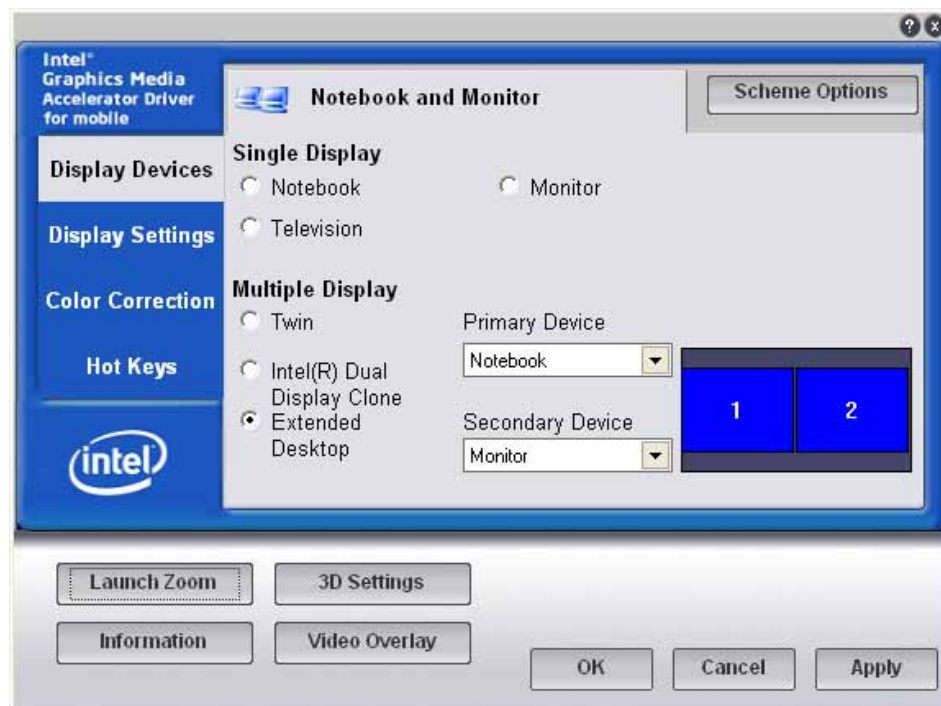 Intel®
Graphics Media
Accelerator Driver
for mobile
Notebook and Monitor
Scheme Options
Display Devices
Display Settings
Color Correction
Hot Keys
intel
Single Display
Notebook
Monitor
Television
Multiple Display
Twin
Intel(R) Dual
Display Clone
Extended
Desktop
Primary Device
Notebook
Secondary Device
Monitor
1
2
Launch Zoom
3D Settings
Information
Video Overlay
OK
Cancel
Apply